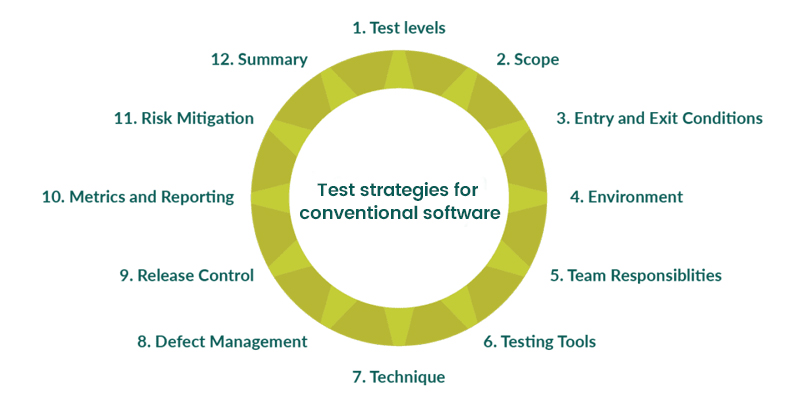 1. Test levels
2. Scope
3. Entry and Exit Conditions
4. Environment
5. Team Responsiblities
6. Testing Tools
7. Technique
8. Defect Management
9. Release Control
10. Metrics and Reporting
11. Risk Mitigation
12. Summary
Test strategies for
conventional software